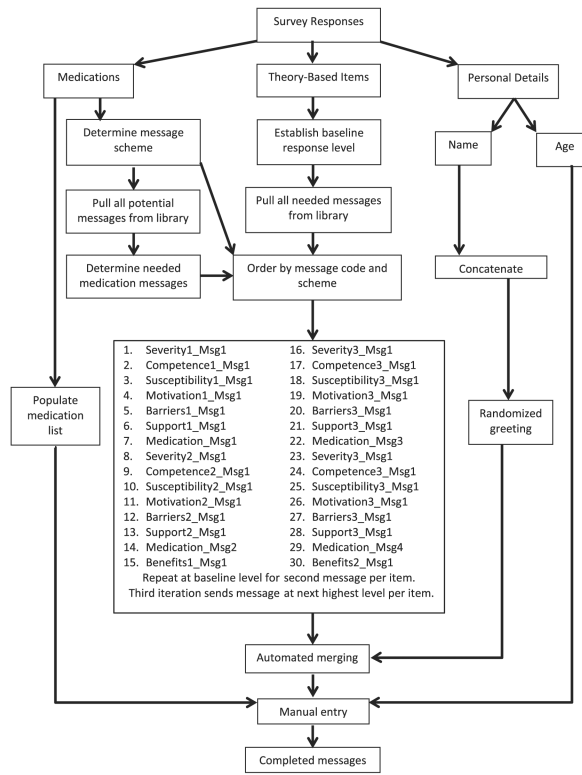 Survey Responses
Medications
Theory-Based Items
Personal Details
Determine message
scheme
Establish baseline
response level
Name
Age
Pull all potential
messages from library
Pull all needed messages
from library
Determine needed
medication messages
Order by message code and
scheme
Concatenate
1. Severity1_Msg1
2. Competence1_Msg1
3. Susceptibility1_Msg1
4. Motivation1_Msg1
5. Barriers1_Msg1
6. Support1_Msg1
7. Medication_Msg1
8. Severity2_Msg1
9. Competence2_Msg1
10. Susceptibility2_Msg1
11. Motivation2_Msg1
12. Barriers2_Msg1
13. Support2_Msg1
14. Medication_Msg2
15. Benefits1_Msg1
16. Severity3_Msg1
17. Competence3_Msg1
18. Susceptibility3_Msg1
19. Motivation3_Msg1
20. Barriers3_Msg1
21. Support3_Msg1
22. Medication_Msg3
23. Severity3_Msg1
24. Competence3_Msg1
25. Susceptibility3_Msg1
26. Motivation3_Msg1
27. Barriers3_Msg1
28. Support3_Msg1
29. Medication_Msg4
30. Benefits2_Msg1
Repeat at baseline level for second message per item.
Third iteration sends message at next highest level per item.
Populate
medication
list
Randomized
greeting
Automated merging
Manual entry
Completed messages